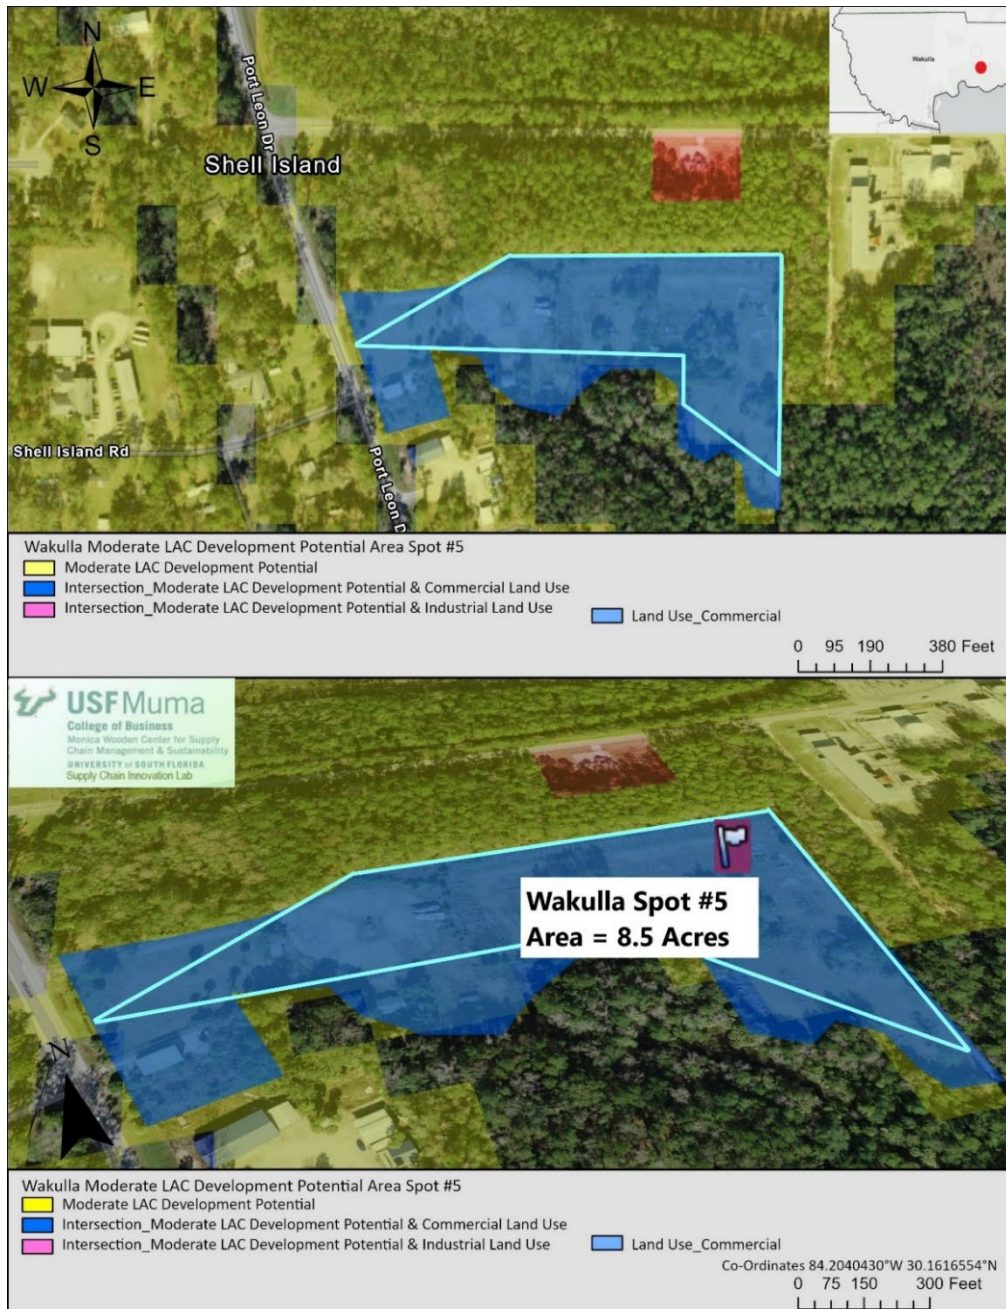 N
W E
S
Wakulla
Port Leon Dr
Shell Island
Shell Island Rd
Port Leon D
Wakulla Moderate LAC Development Potential Area Spot #5
Moderate LAC Development Potential
Intersection_Moderate LAC Development Potential & Commercial Land Use
Intersection_Moderate LAC Development Potential & Industrial Land Use
Land Use_Commercial
0 95 190 380 Feet
USF Muma
College of Business
Monica Wooden Center for Supply
Chain Management & Sustainability
UNIVERSITY of SOUTH FLORIDA
Supply Chain Innovation Lab
Wakulla Spot #5
Area = 8.5 Acres
N
Wakulla Moderate LAC Development Potential Area Spot #5
Moderate LAC Development Potential
Intersection_Moderate LAC Development Potential & Commercial Land Use
Intersection_Moderate LAC Development Potential & Industrial Land Use
Land Use_Commercial
Co-Ordinates 84.2040430°W 30.1616554°N
0 75 150 300 Feet